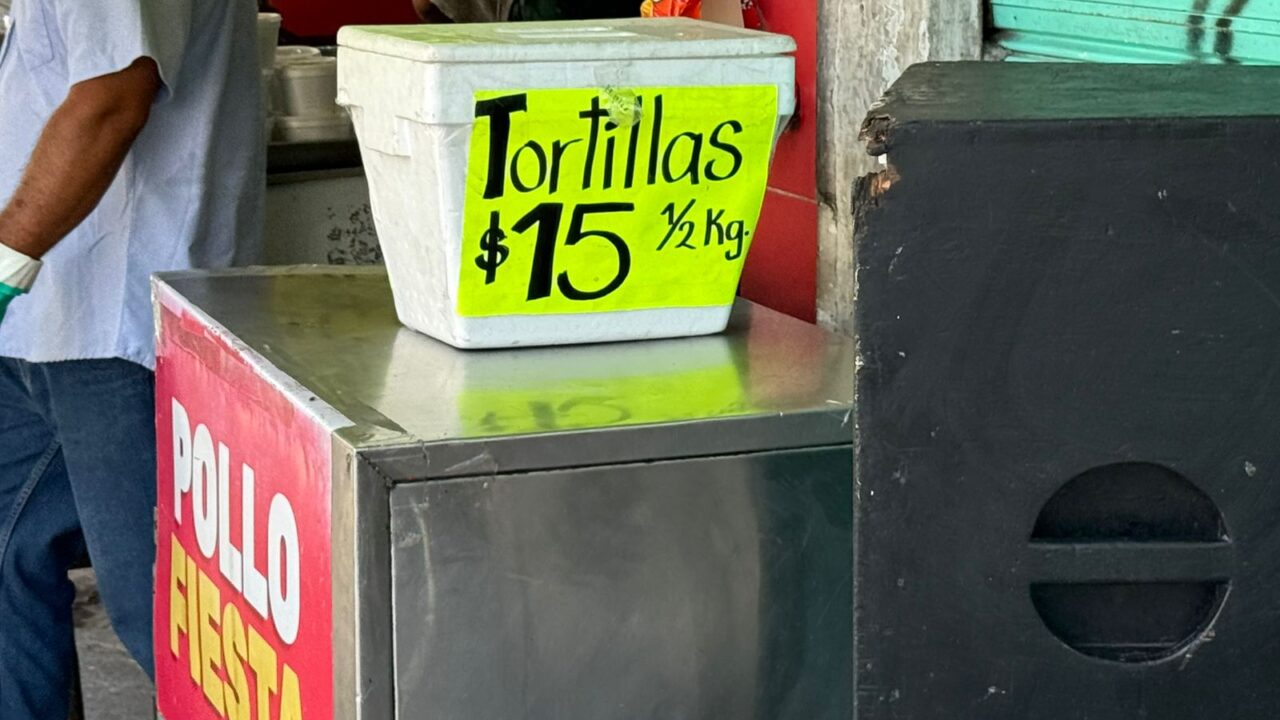 Tortillas
$15 ½ Kg.
POLLO
FIESTA